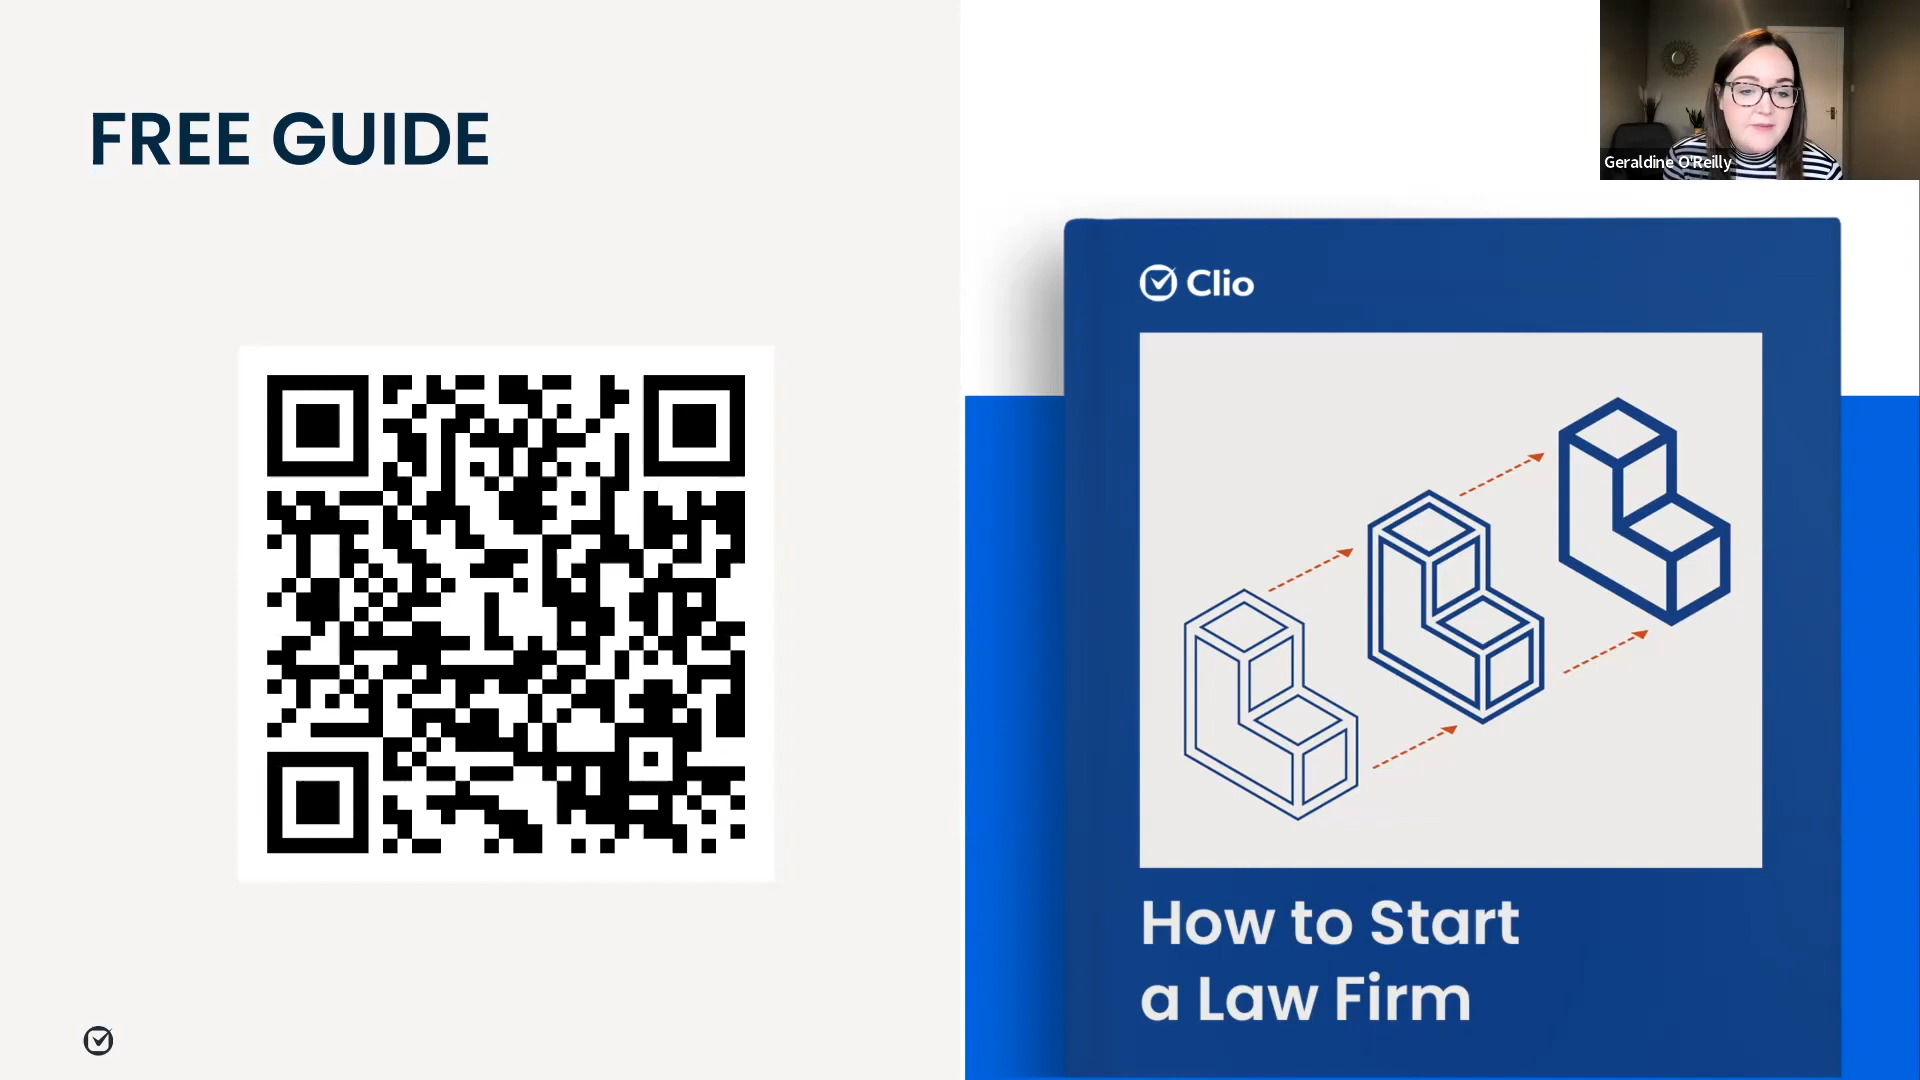 FREE GUIDE
Geraldine O'Reilly
Clio
How to Start
a Law Firm